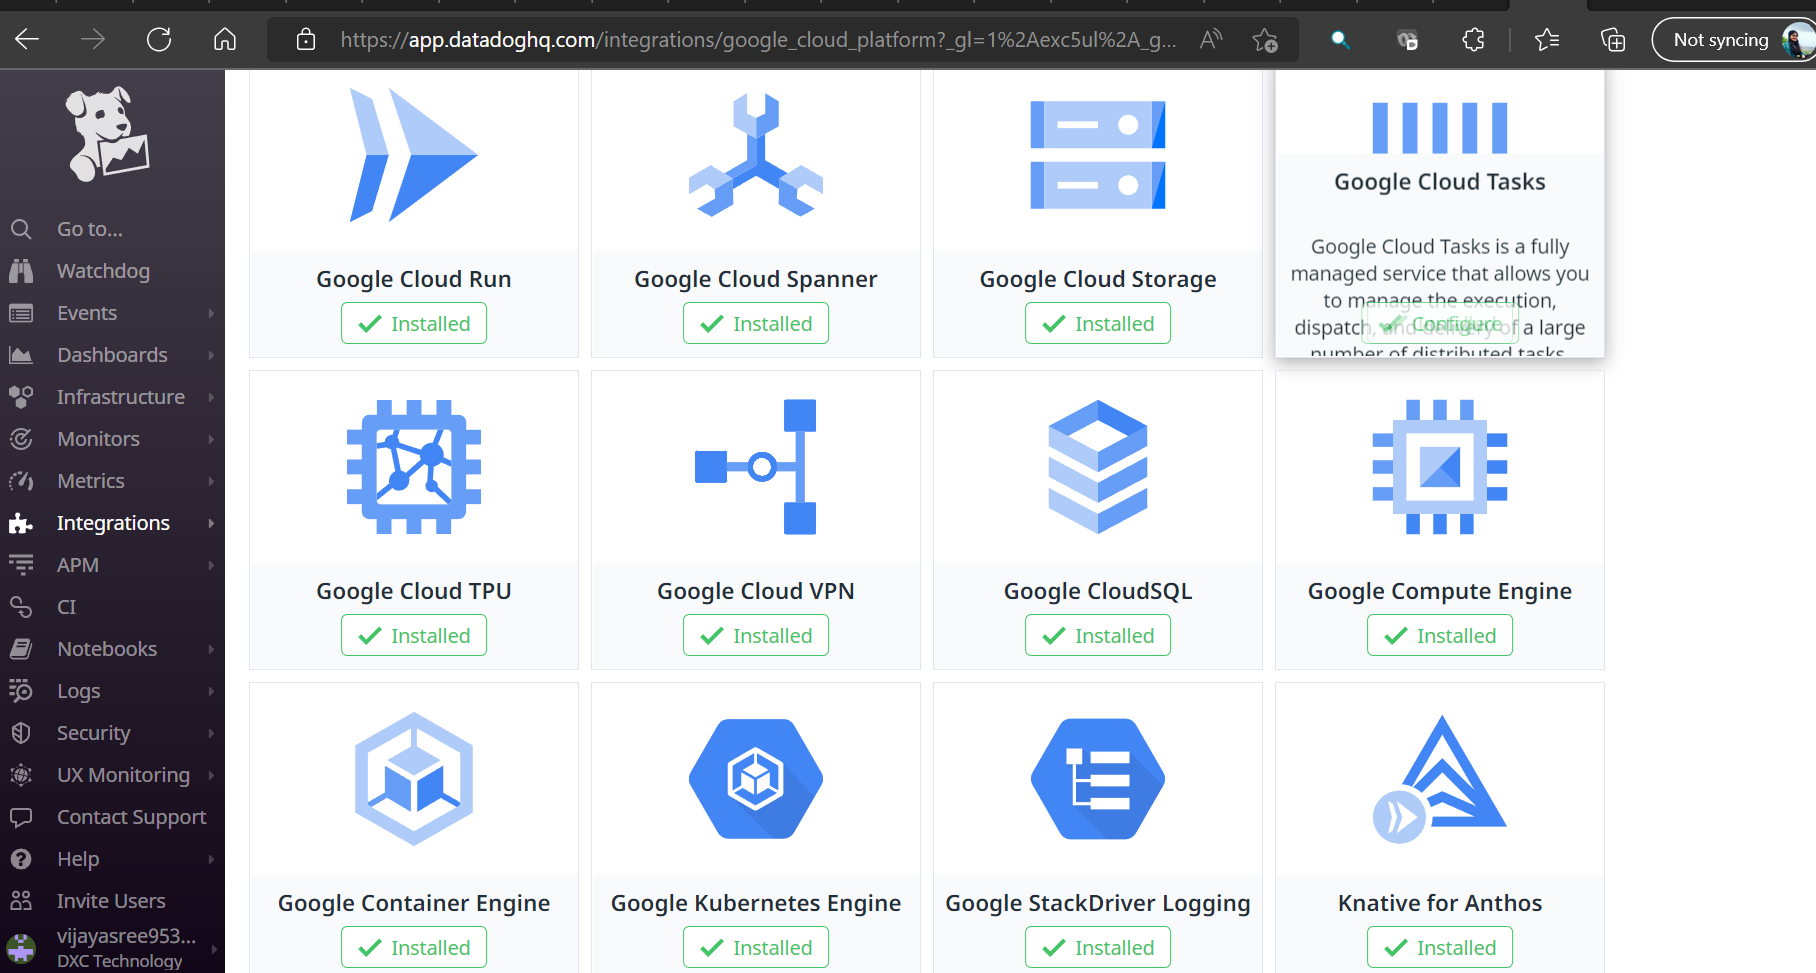 https://app.datadoghq.com/integrations/google_cloud_platform?_gl=1%2Aexc5ul%2A_g...
Not syncing
Go to...
Watchdog
Events
Dashboards
Infrastructure
Monitors
Metrics
Integrations
APM
CI
Notebooks
Logs
Security
UX Monitoring
Contact Support
Help
Invite Users
vijayasree953...
DXC Technology
Google Cloud Run
Installed
Google Cloud Spanner
Installed
Google Cloud Storage
Installed
Google Cloud Tasks
Google Cloud Tasks is a fully
managed service that allows you
to manage the execution,
dispatch, and delivery of a large
number of distributed tasks
Configure
Google Cloud TPU
Installed
Google Cloud VPN
Installed
Google CloudSQL
Installed
Google Compute Engine
Installed
Google Container Engine
Installed
Google Kubernetes Engine
Installed
Google StackDriver Logging
Installed
Knative for Anthos
Installed